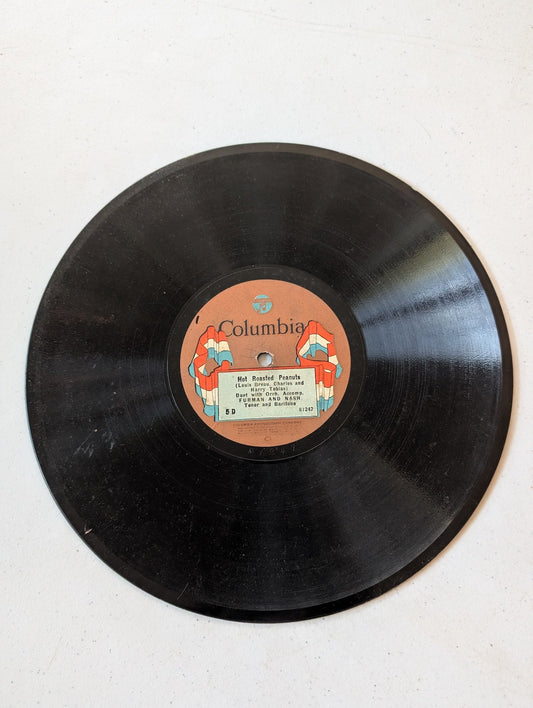 Columbia
Hot Roasted Peanuts
(Louis Breau, Charles and
Harry Tobias)
Duet with Orch. Accomp.
FURMAN AND NASH
Tenor and Baritone
5 D
81247